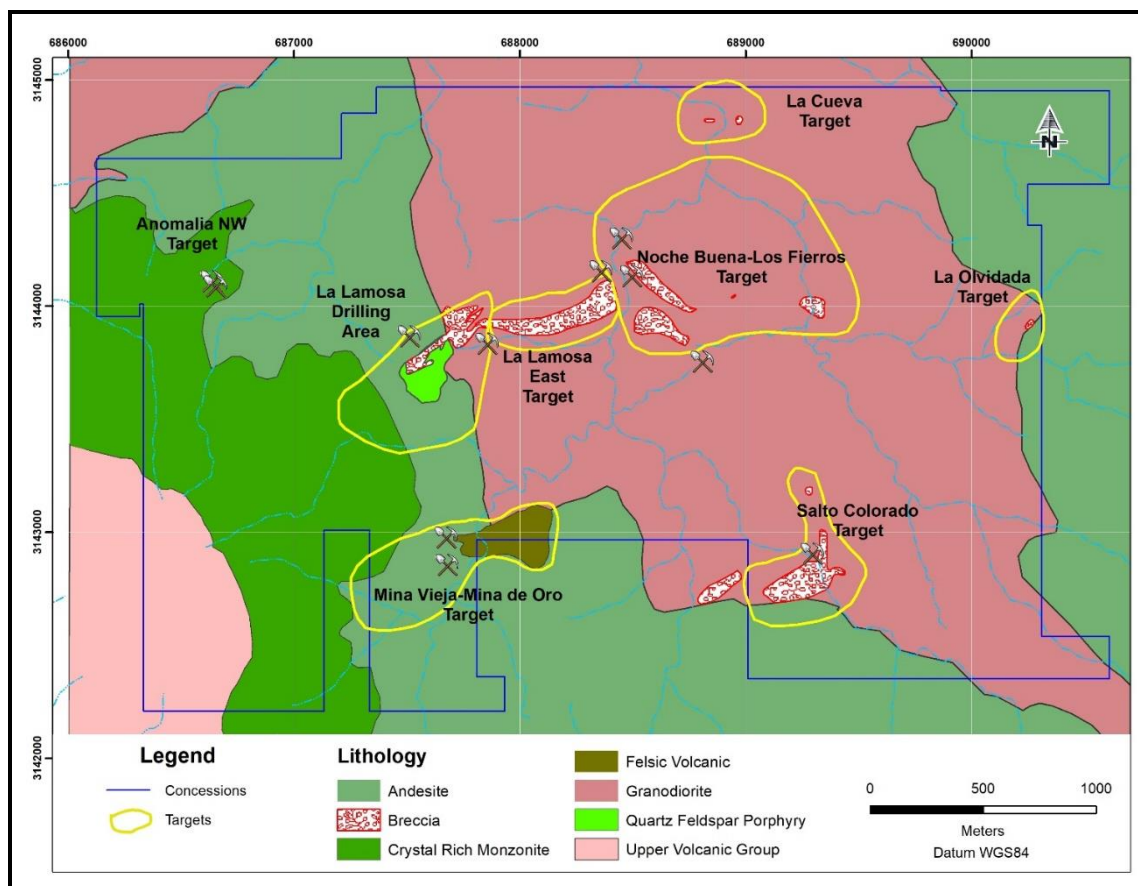 686000
687000
688000
689000
690000
3145000
3144000
3143000
3142000
La Cueva
Target
N
Anomalia NW
Target
Noche Buena-Los Fierros
Target
La Olvidada
Target
La Lamosa
Drilling
Area
La Lamosa
East
Target
Salto Colorado
Target
Mina Vieja-Mina de Oro
Target
Legend
Concessions
Targets
Lithology
Andesite
Breccia
Crystal Rich Monzonite
Felsic Volcanic
Granodiorite
Quartz Feldspar Porphyry
Upper Volcanic Group
0 500 1000
Meters
Datum WGS84